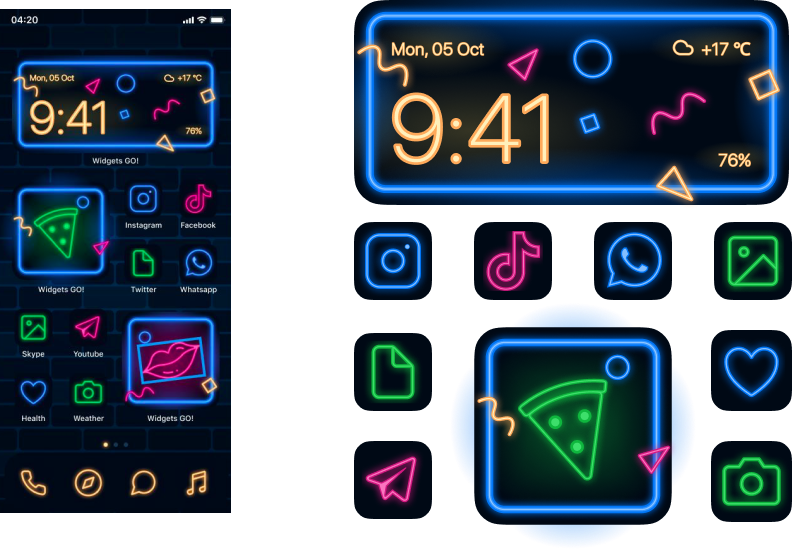 04:20
Mon, 05 Oct
+17 ℃
9:41
76%
Widgets GO!
Instagram
Facebook
Widgets GO!
Twitter
Whatsapp
Skype
Youtube
Health
Weather
Widgets GO!
Mon, 05 Oct
+17 ℃
9:41
76%